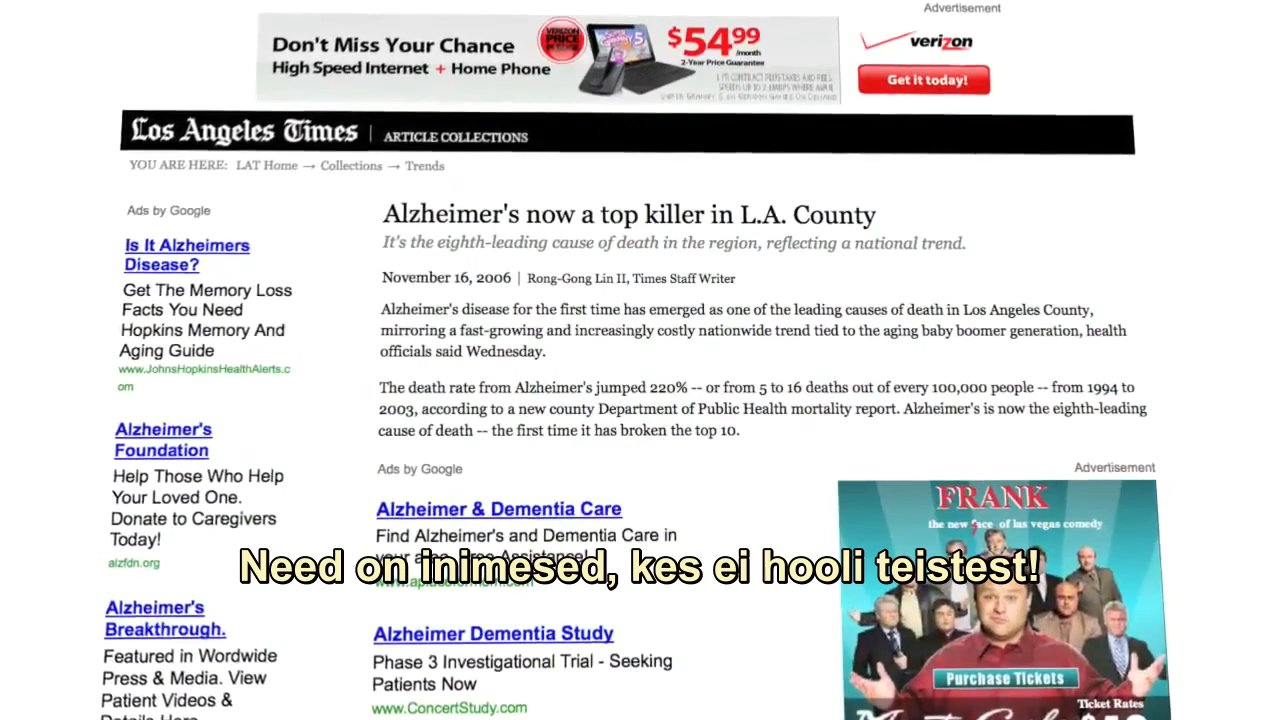 Advertisement
Don't Miss Your Chance
High Speed Internet + Home Phone
VERIZON PRICE
$54.99
/month
2-Year Price Guarantee
verizon
Get it today!
Los Angeles Times | ARTICLE COLLECTIONS
YOU ARE HERE: LAT Home → Collections → Trends
Ads by Google
Is It Alzheimers
Disease?
Get The Memory Loss
Facts You Need
Hopkins Memory And
Aging Guide
www.JohnsHopkinsHealthAlerts.c
om
Alzheimer's
Foundation
Help Those Who Help
Your Loved One.
Donate to Caregivers
Today!
alzfdn.org
Alzheimer's
Breakthrough.
Featured in Wordwide
Press & Media. View
Patient Videos &
Details Here
Alzheimer's now a top killer in L.A. County
It's the eighth-leading cause of death in the region, reflecting a national trend.
November 16, 2006 | Rong-Gong Lin II, Times Staff Writer
Alzheimer's disease for the first time has emerged as one of the leading causes of death in Los Angeles County,
mirroring a fast-growing and increasingly costly nationwide trend tied to the aging baby boomer generation, health
officials said Wednesday.
The death rate from Alzheimer's jumped 220% -- or from 5 to 16 deaths out of every 100,000 people -- from 1994 to
2003, according to a new county Department of Public Health mortality report. Alzheimer's is now the eighth-leading
cause of death -- the first time it has broken the top 10.
Ads by Google
Alzheimer & Dementia Care
Find Alzheimer's and Dementia Care in
your
Need on inimesed, kes ei hooli teistest!
Alzheimer Dementia Study
Phase 3 Investigational Trial - Seeking
Patients Now
www.ConcertStudy.com
Advertisement
FRANK
the new face of las vegas comedy
Purchase Tickets
Ticket Rates